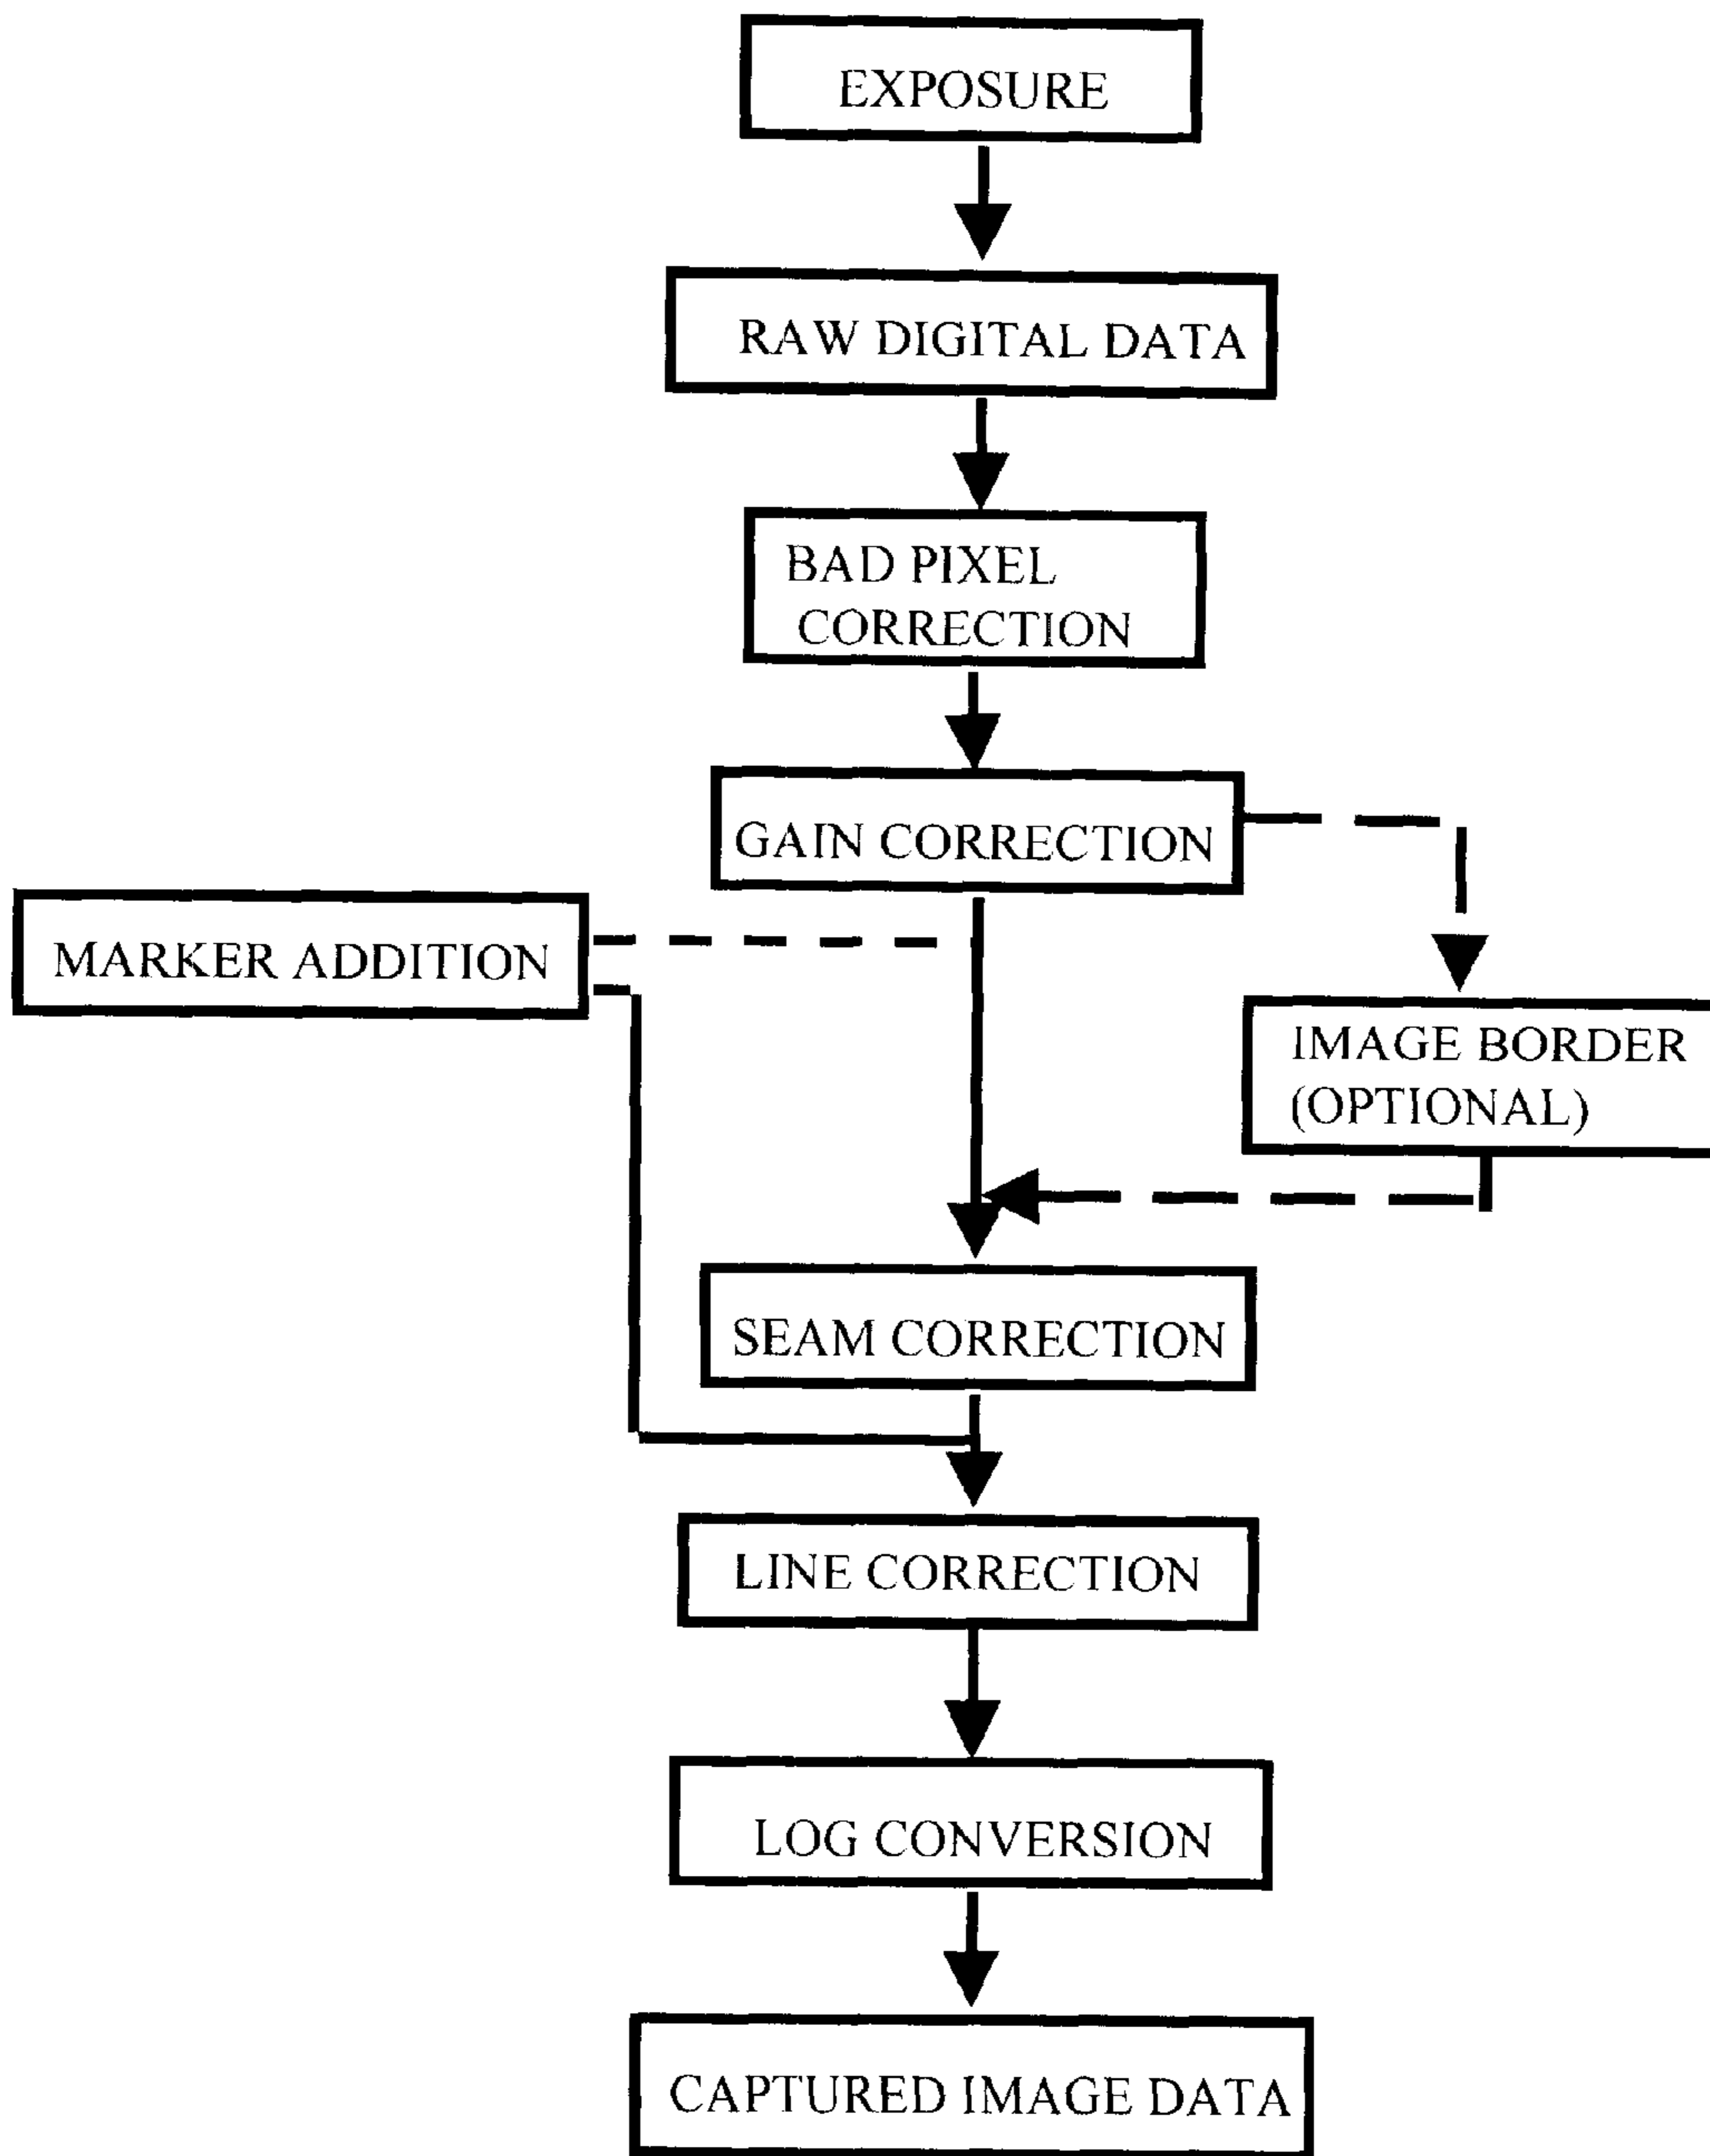 EXPOSURE
RAW DIGITAL DATA
BAD PIXEL
CORRECTION
GAIN CORRECTION
MARKER ADDITION
IMAGE BORDER
(OPTIONAL)
SEAM CORRECTION
LINE CORRECTION
LOG CONVERSION
CAPTURED IMAGE DATA